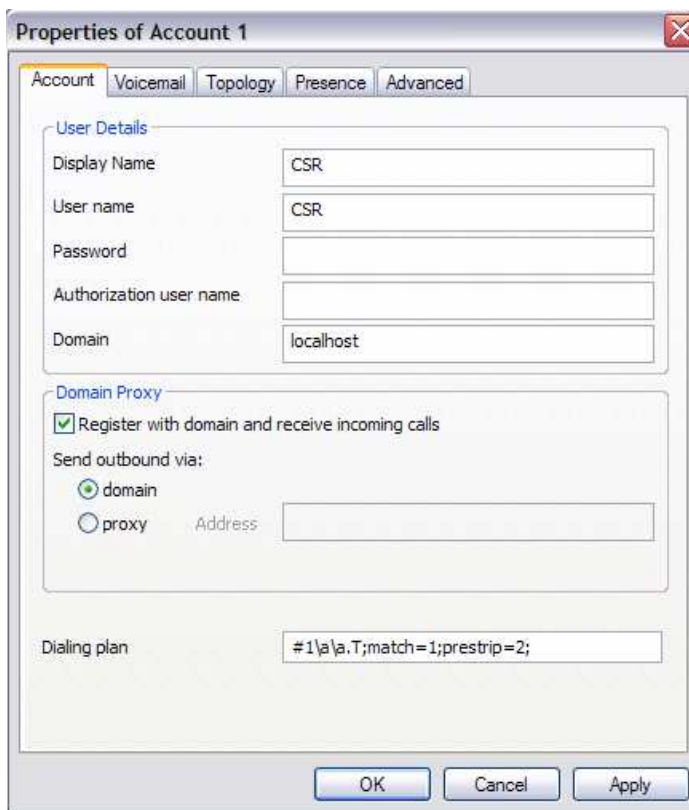 Properties of Account 1
Account Voicemail Topology Presence Advanced
User Details
Display Name CSR
User name CSR
Password
Authorization user name
Domain localhost
Domain Proxy
Register with domain and receive incoming calls
Send outbound via:
domain
proxy Address
Dialing plan #1\a\a.T;match=1;prestrip=2;
OK Cancel Apply